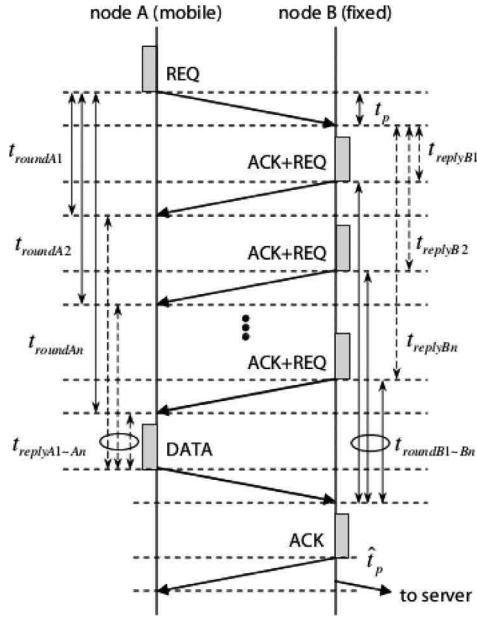 node A (mobile) node B (fixed)
REQ
t_p
t_roundA1
ACK+REQ
t_replyB1
t_roundA2
ACK+REQ
t_replyB2
t_roundAn
ACK+REQ
t_replyBn
t_replyA1~An
DATA
t_roundB1~Bn
ACK
t̂_p
to server